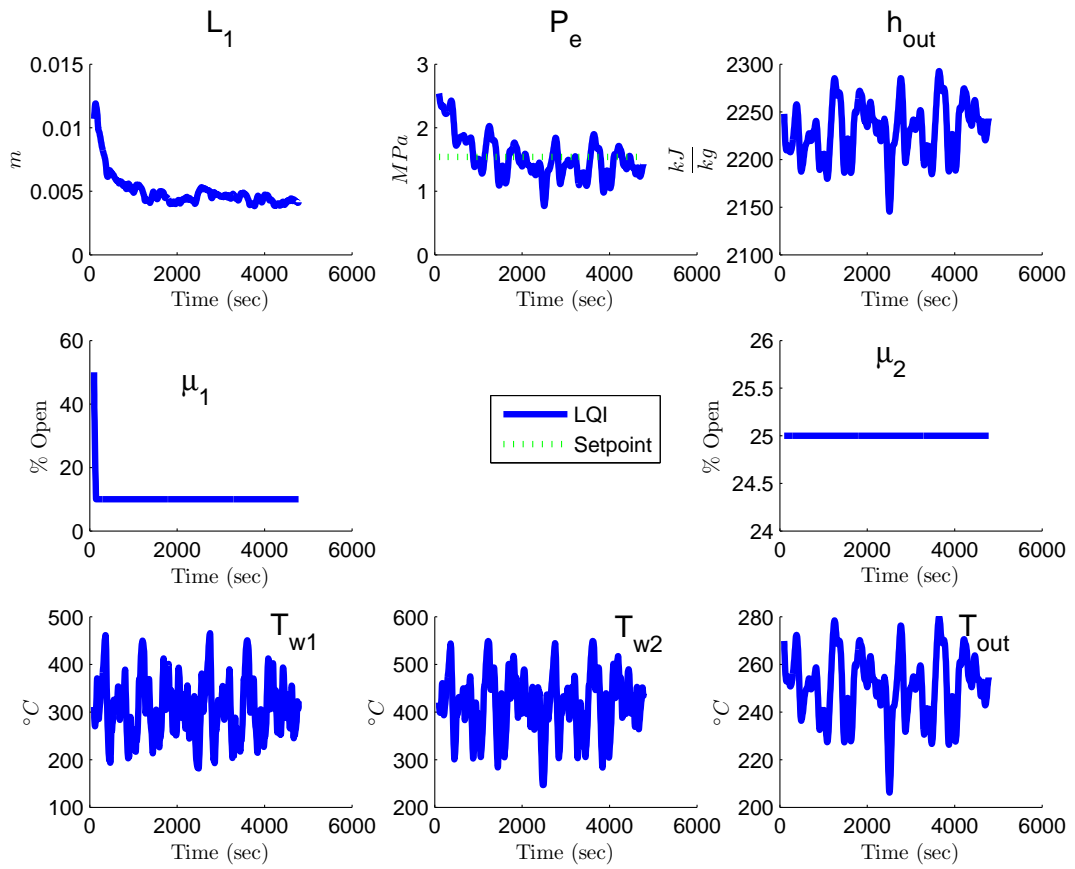 L1
m
0.015
0.01
0.005
0
0 2000 4000 6000
Time (sec)
Pe
MPa
3
2
1
0
0 2000 4000 6000
Time (sec)
hout
kJ
kg
2300
2250
2200
2150
2100
0 2000 4000 6000
Time (sec)
μ1
% Open
60
40
20
0
0 2000 4000 6000
Time (sec)
LQI
Setpoint
μ2
% Open
26
25.5
25
24.5
24
0 2000 4000 6000
Time (sec)
Tw1
°C
500
400
300
200
100
0 2000 4000 6000
Time (sec)
Tw2
°C
600
500
400
300
200
0 2000 4000 6000
Time (sec)
Tout
°C
280
260
240
220
200
0 2000 4000 6000
Time (sec)